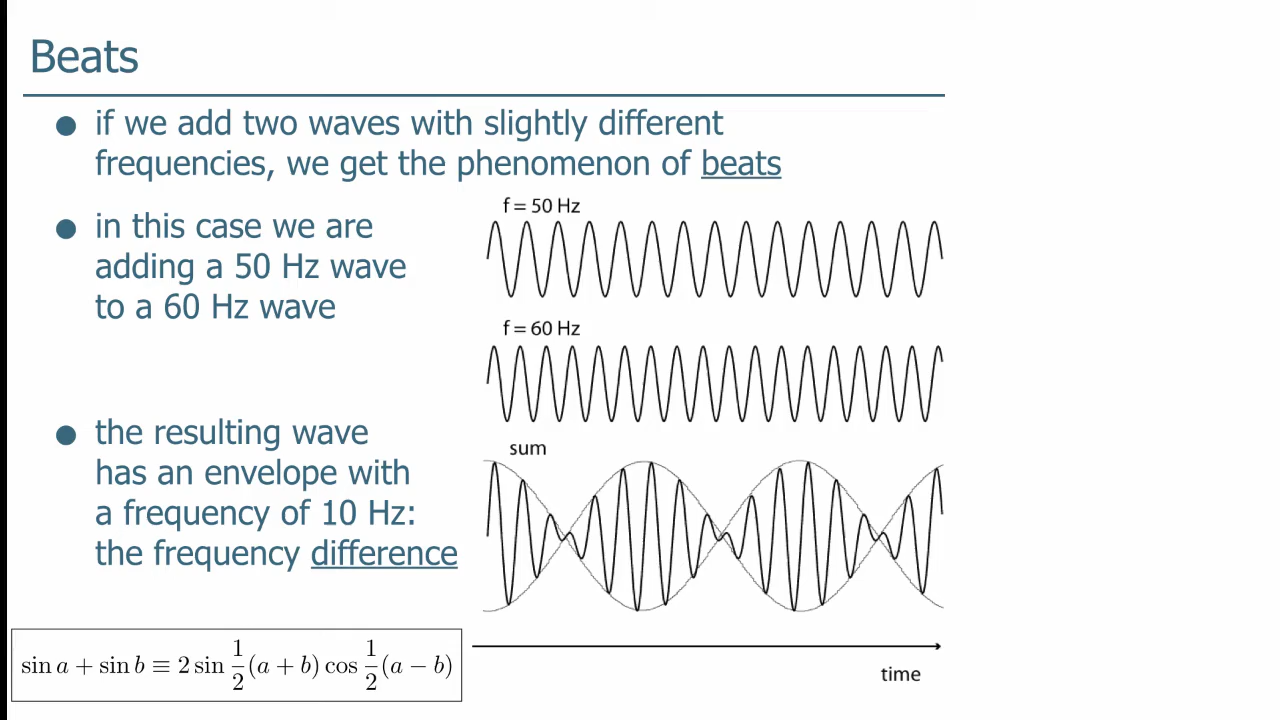 Beats
● if we add two waves with slightly different
frequencies, we get the phenomenon of beats
● in this case we are
adding a 50 Hz wave
to a 60 Hz wave
f = 50 Hz
f = 60 Hz
● the resulting wave
has an envelope with
a frequency of 10 Hz:
the frequency difference
sum
sin a + sin b ≡ 2 sin 1/2 (a + b) cos 1/2 (a − b)
time